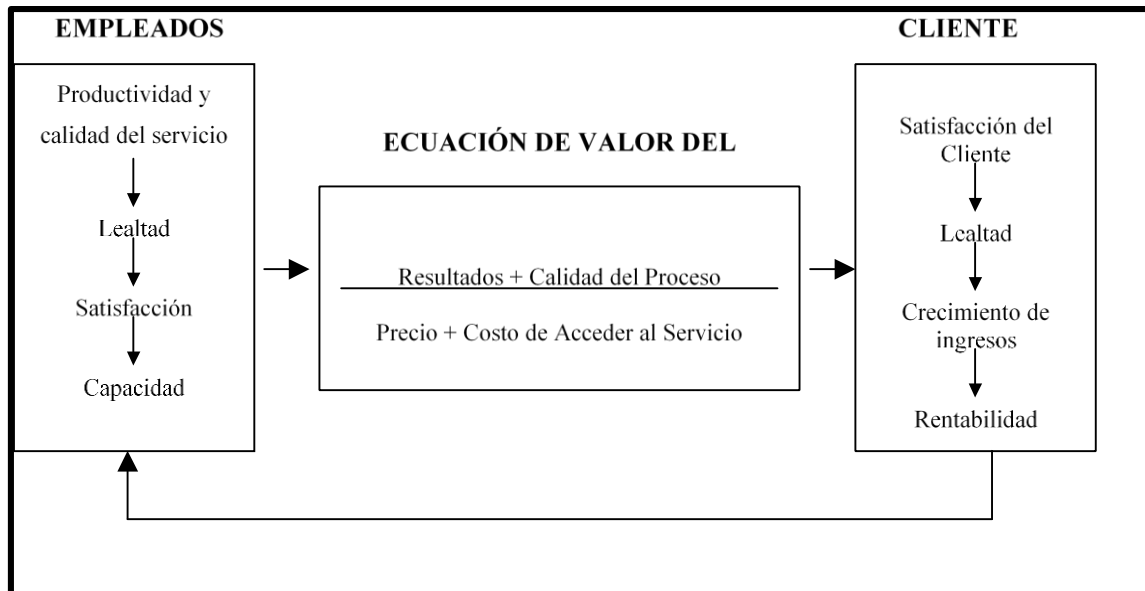 EMPLEADOS
Productividad y
calidad del servicio
Lealtad
Satisfacción
Capacidad
ECUACIÓN DE VALOR DEL
Resultados + Calidad del Proceso
Precio + Costo de Acceder al Servicio
CLIENTE
Satisfacción del
Cliente
Lealtad
Crecimiento de
ingresos
Rentabilidad